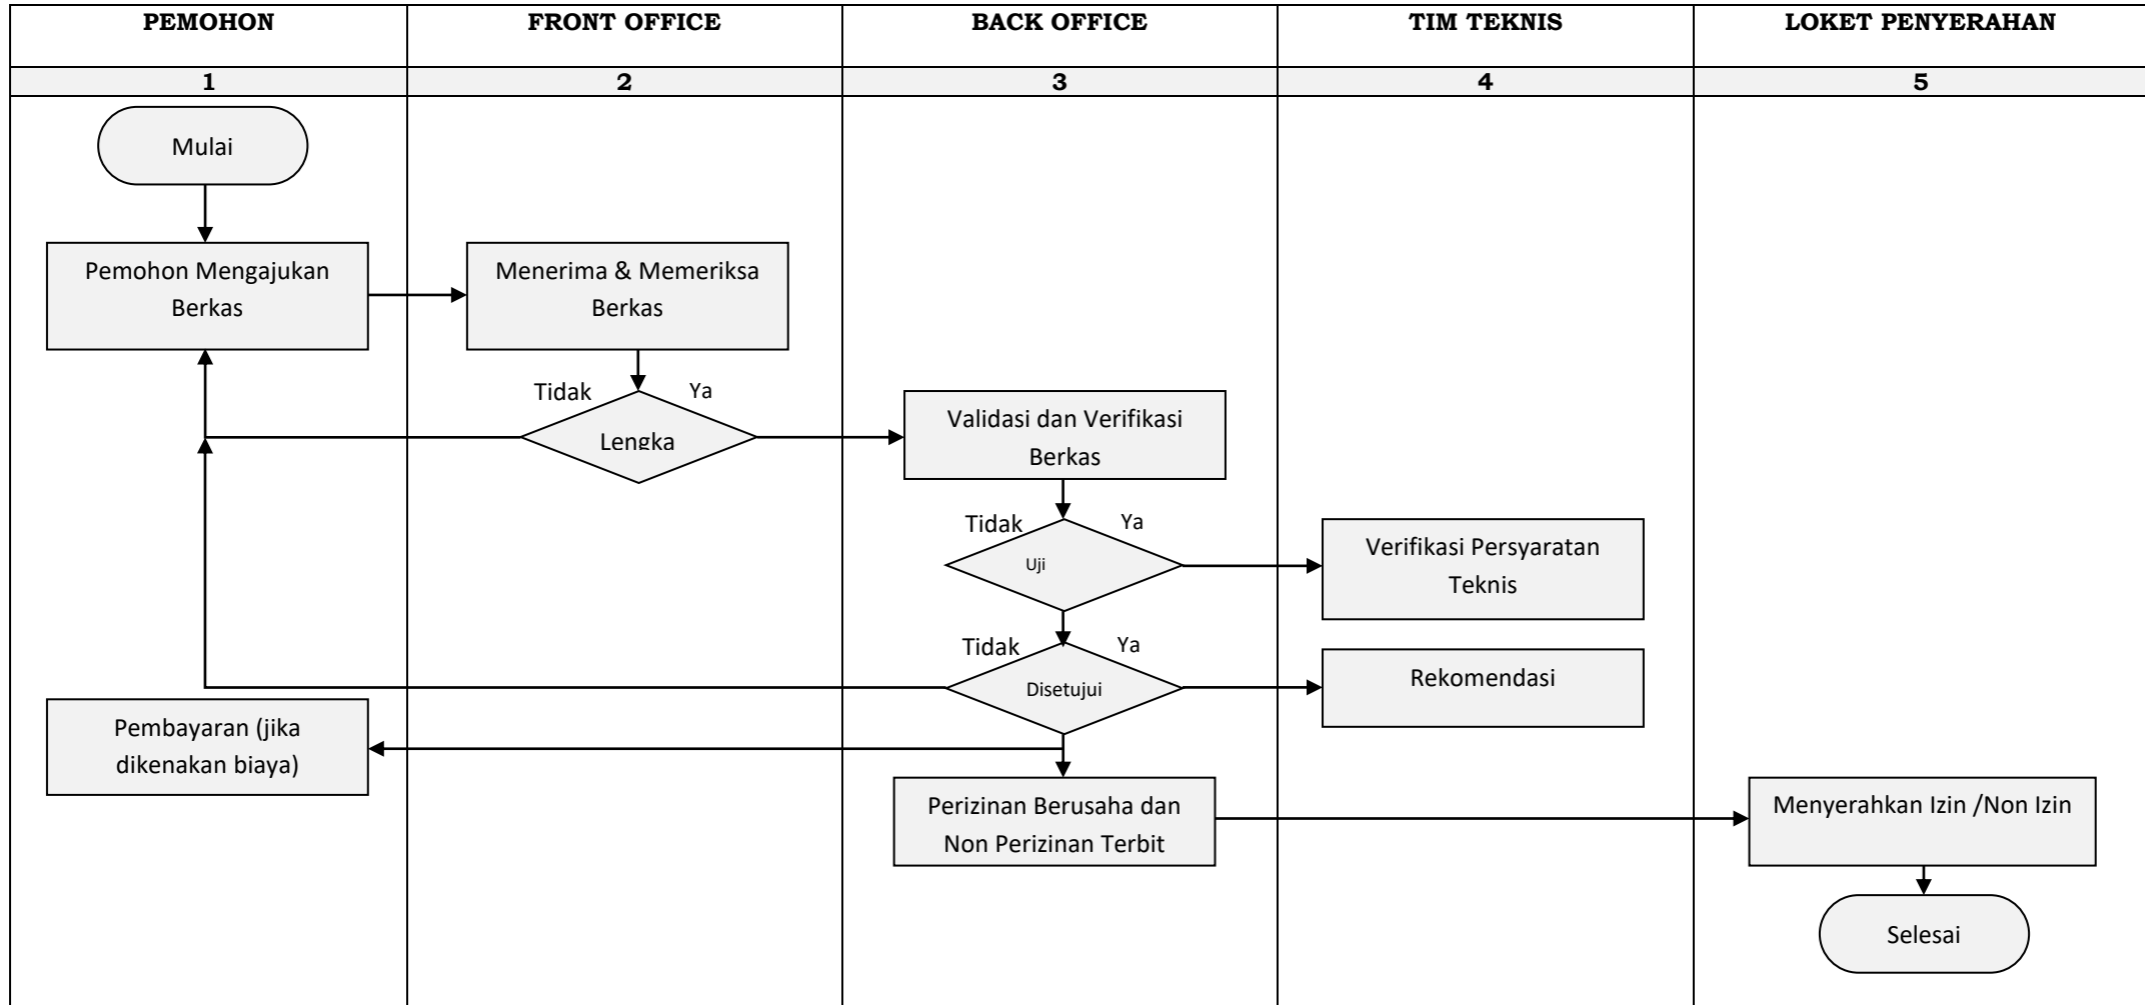 PEMOHON
FRONT OFFICE
BACK OFFICE
TIM TEKNIS
LOKET PENYERAHAN
1
2
3
4
5
Mulai
Pemohon Mengajukan
Berkas
Menerima & Memeriksa
Berkas
Tidak
Ya
Lengka
Validasi dan Verifikasi
Berkas
Tidak
Ya
Uji
Verifikasi Persyaratan
Teknis
Tidak
Ya
Disetujui
Rekomendasi
Pembayaran (jika
dikenakan biaya)
Perizinan Berusaha dan
Non Perizinan Terbit
Menyerahkan Izin /Non Izin
Selesai